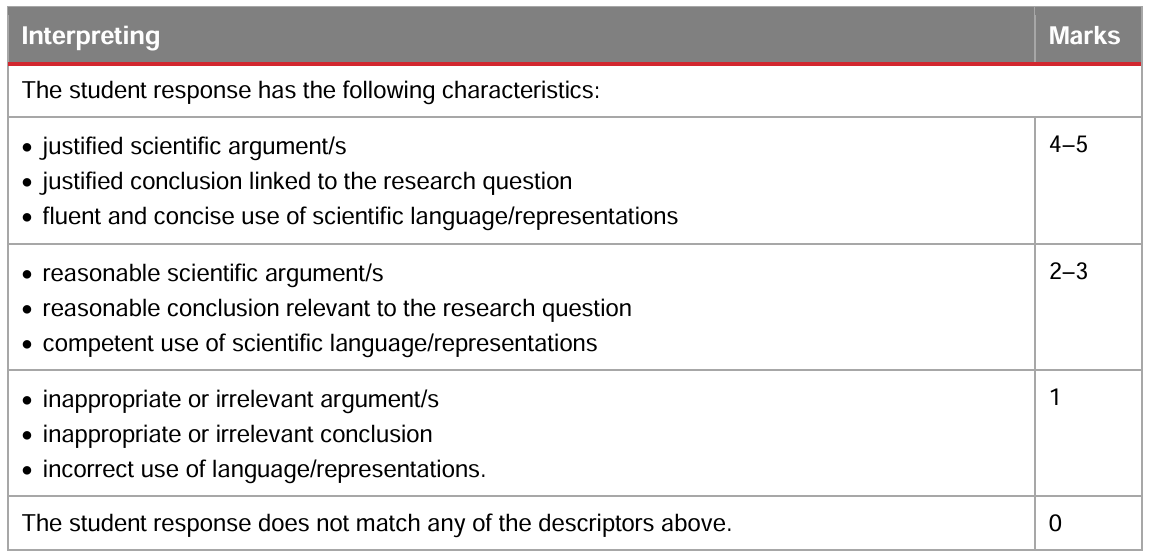 Interpreting Marks
The student response has the following characteristics:
• justified scientific argument/s 4–5
• justified conclusion linked to the research question
• fluent and concise use of scientific language/representations
• reasonable scientific argument/s 2–3
• reasonable conclusion relevant to the research question
• competent use of scientific language/representations
• inappropriate or irrelevant argument/s 1
• inappropriate or irrelevant conclusion
• incorrect use of language/representations.
The student response does not match any of the descriptors above. 0